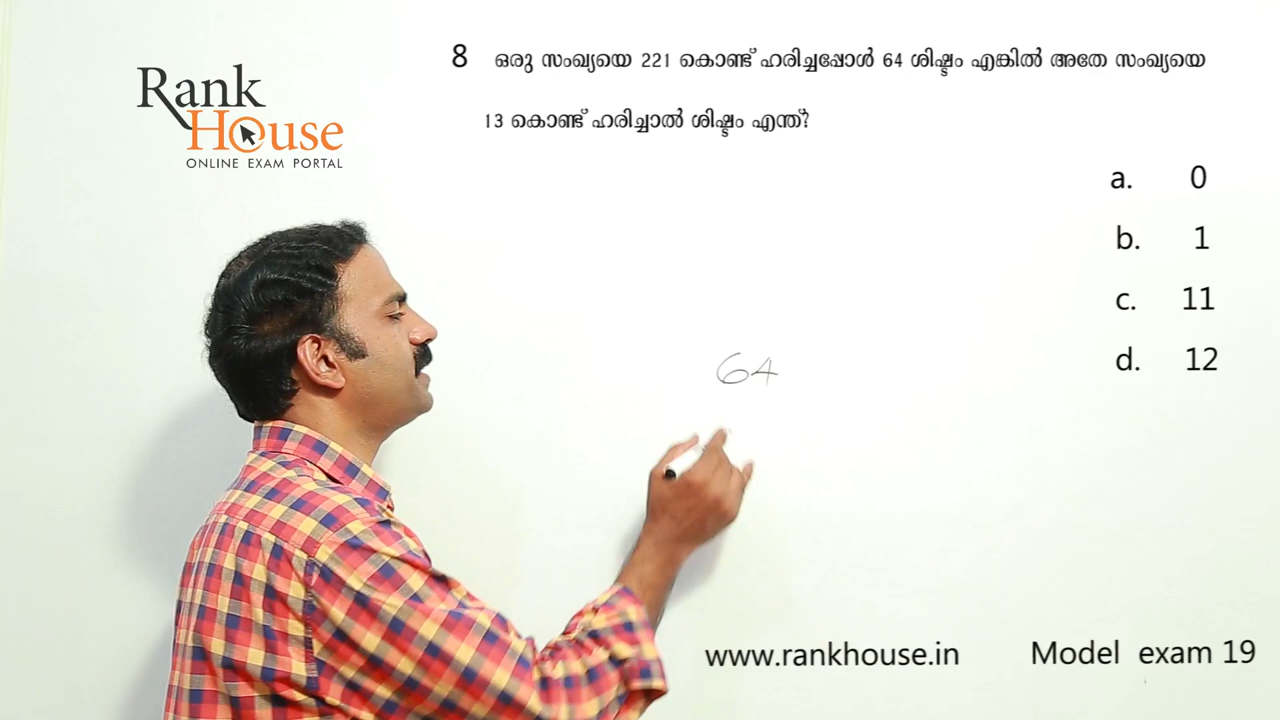 Rank
House
ONLINE EXAM PORTAL
8 ഒരു സംഖ്യയെ 221 കൊണ്ട് ഹരിച്ചപ്പോൾ 64 ശിഷ്ടം എങ്കിൽ അതേ സംഖ്യയെ
13 കൊണ്ട് ഹരിച്ചാൽ ശിഷ്ടം എന്ത്?
a. 0
b. 1
c. 11
d. 12
64
www.rankhouse.in Model exam 19